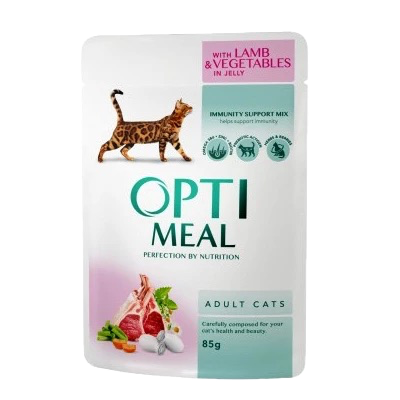 WITH LAMB
& VEGETABLES
IN JELLY
IMMUNITY SUPPORT MIX
helps support immunity
OPTI
MEAL
PERFECTION BY NUTRITION
ADULT CATS
Carefully composed for your
cat's health and beauty.
85g